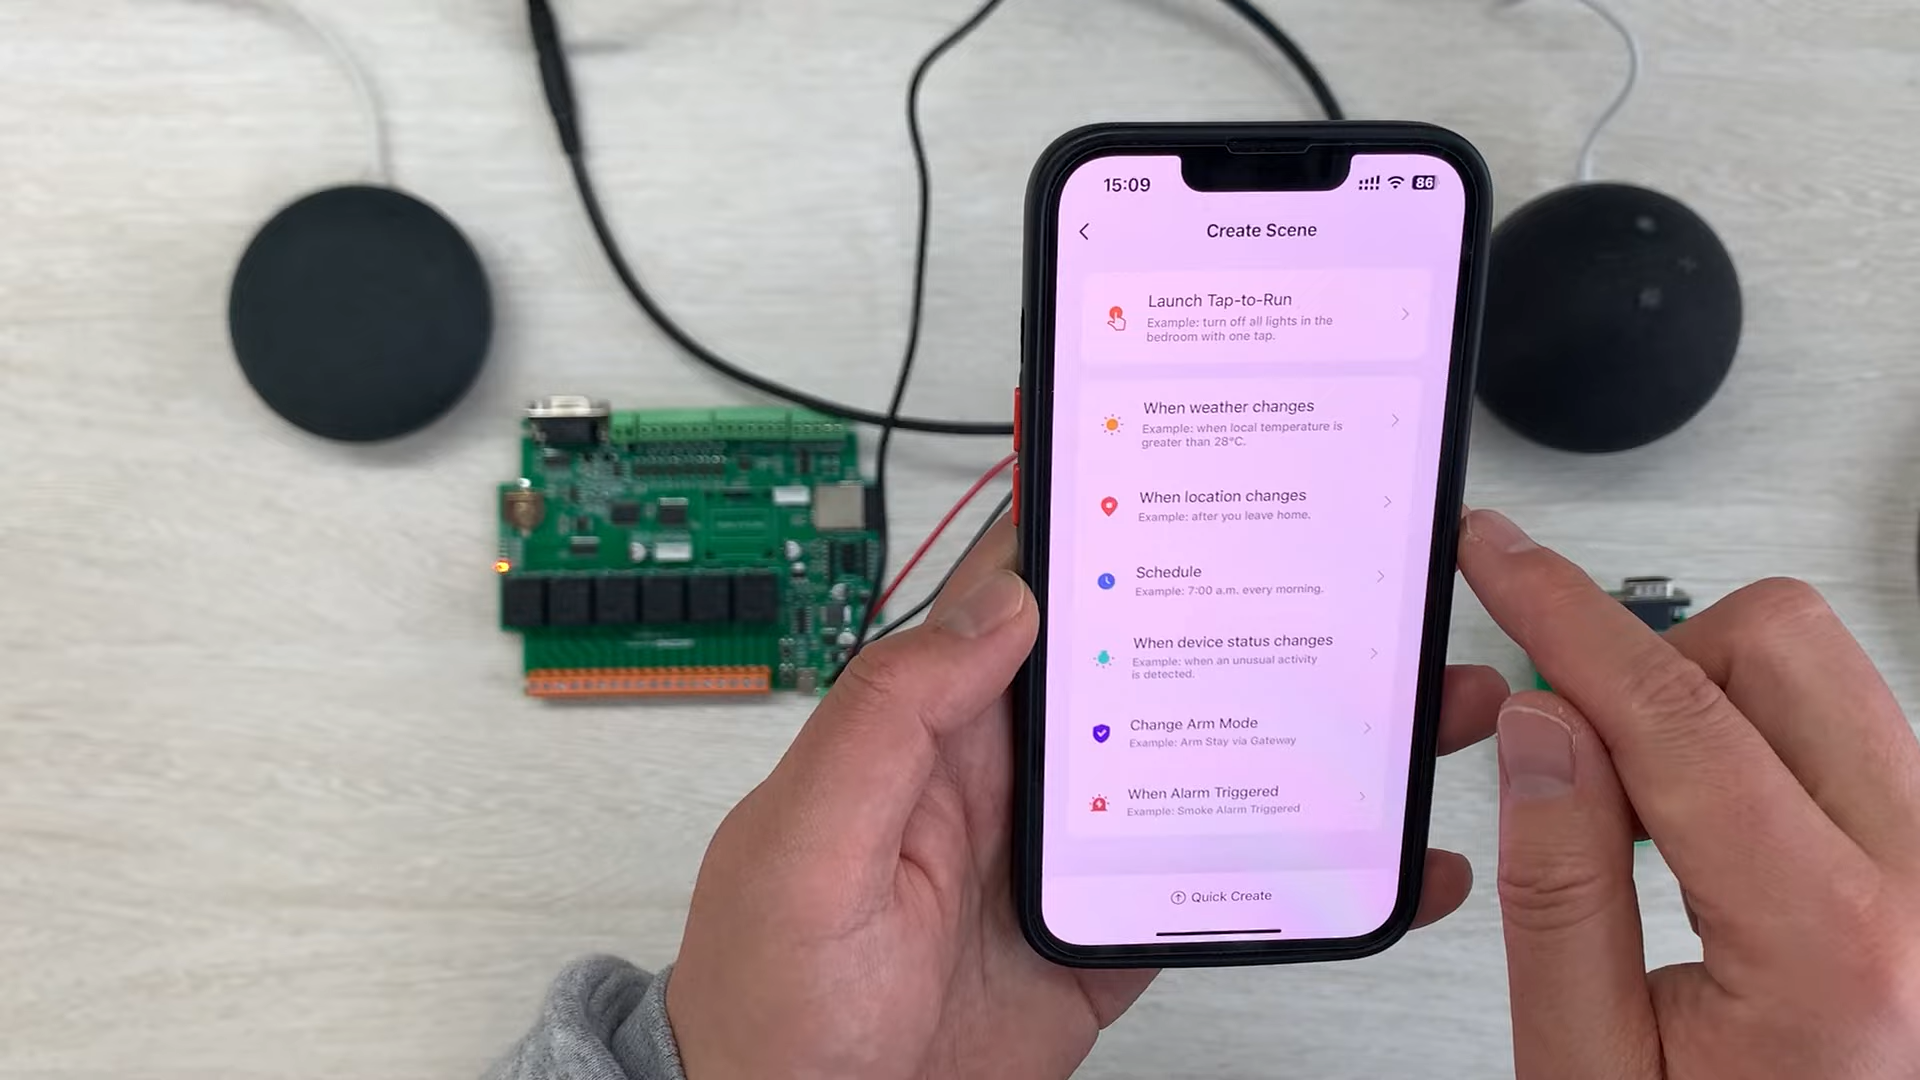 15:09
86
Create Scene
Launch Tap-to-Run
Example: turn off all lights in the
bedroom with one tap.
When weather changes
Example: when local temperature is
greater than 28°C.
When location changes
Example: after you leave home.
Schedule
Example: 7:00 a.m. every morning.
When device status changes
Example: when an unusual activity
is detected.
Change Arm Mode
Example: Arm Stay via Gateway
When Alarm Triggered
Example: Smoke Alarm Triggered
Quick Create